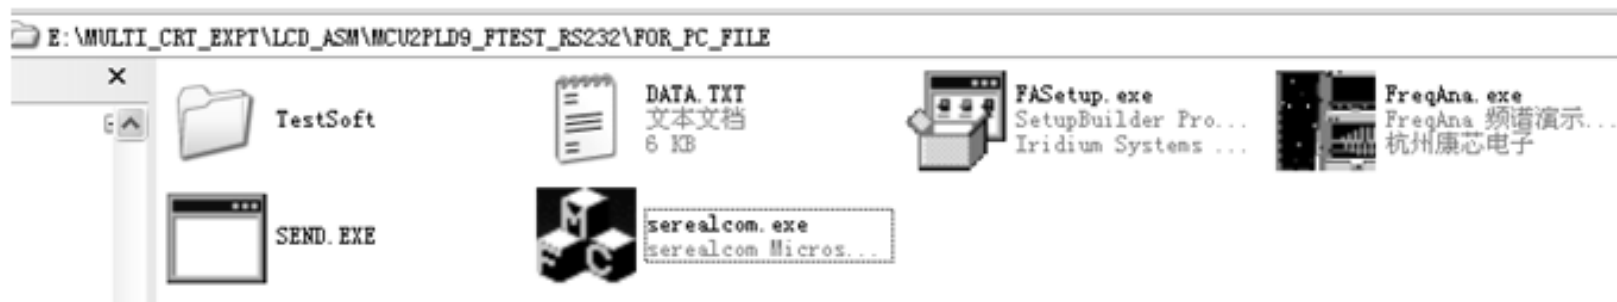 E:\MULTI_CRT_EXPT\LCD_ASM\MCU2PLD9_FTEST_RS232\FOR_PC_FILE
TestSoft
DATA.TXT
文本文档
6 KB
FASetup.exe
SetupBuilder Pro...
Iridium Systems ...
FreqAna.exe
FreqAna 频谱演示...
杭州康芯电子
SEND.EXE
MFC
serealcom.exe
serealcom Micros...